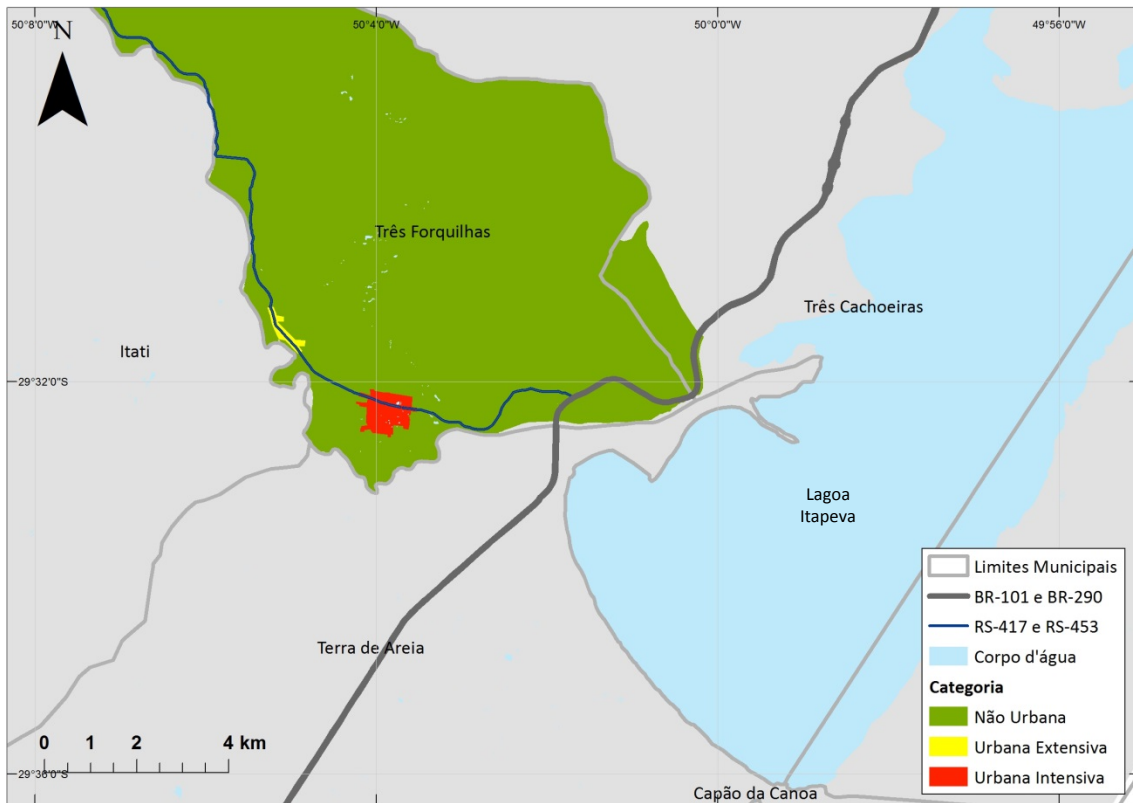 50°8'0"W
50°4'0"W
50°0'0"W
49°56'0"W
N
Três Forquilhas
Três Cachoeiras
Itati
29°32'0"S
Lagoa
Itapeva
Terra de Areia
Limites Municipais
BR-101 e BR-290
RS-417 e RS-453
Corpo d'água
Categoria
Não Urbana
Urbana Extensiva
Urbana Intensiva
0 1 2 4 km
29°36'0"S
Capão da Canoa